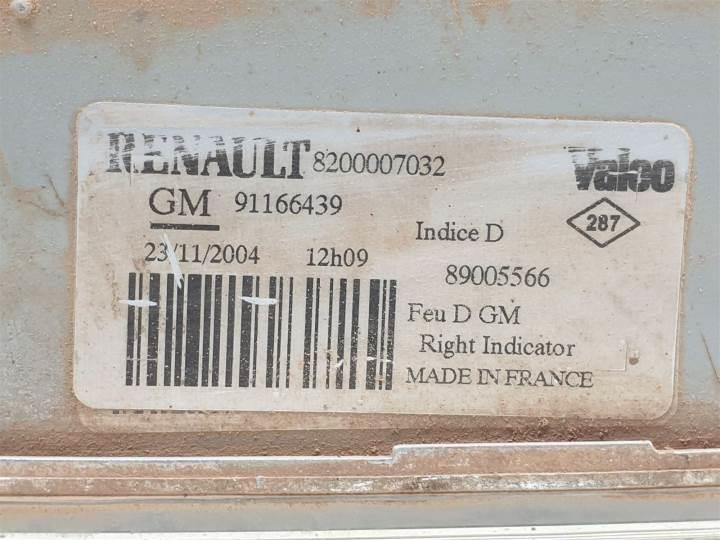 RENAULT 8200007032 Valeo
GM 91166439
Indice D 287
23/11/2004 12h09
89005566
Feu D GM
Right Indicator
MADE IN FRANCE